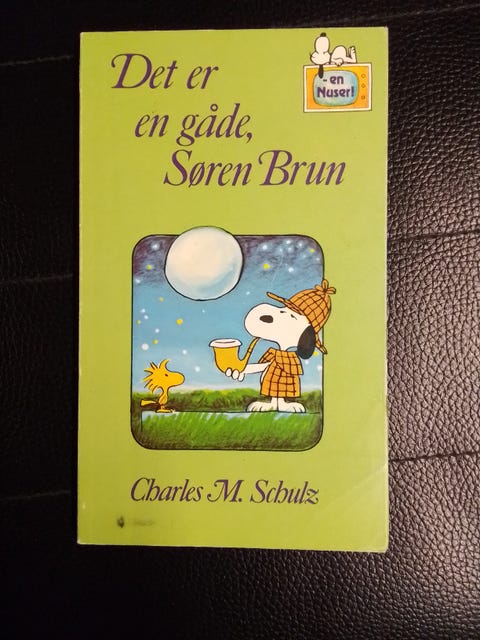 - en
Nuser!
Det er
en gåde,
Søren Brun
Charles M. Schulz